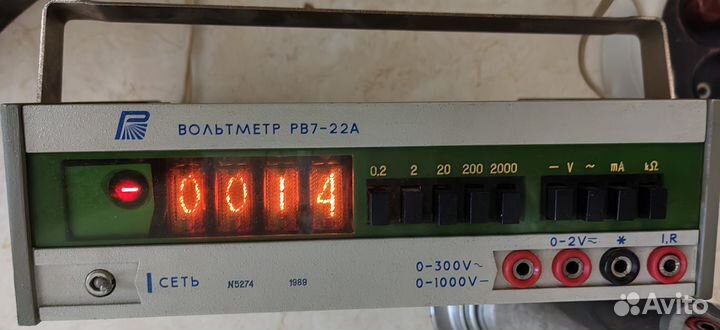 ВОЛЬТМЕТР РВ7-22А
0014
0.2 2 20 200 2000
— V ~ mA kΩ
0-2V≂ * I,R
0-300V~
0-1000V—
СЕТЬ N5274 1989
Avito